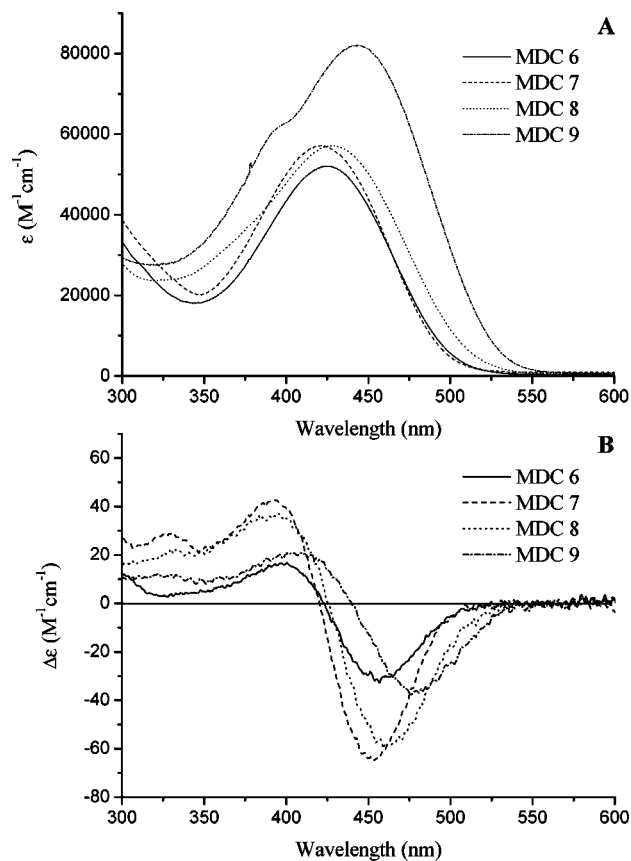 A
MDC 6
MDC 7
MDC 8
MDC 9
80000
60000
40000
20000
0
ε (M⁻¹cm⁻¹)
300 350 400 450 500 550 600
Wavelength (nm)
B
MDC 6
MDC 7
MDC 8
MDC 9
60
40
20
0
-20
-40
-60
-80
Δε (M⁻¹cm⁻¹)
300 350 400 450 500 550 600
Wavelength (nm)